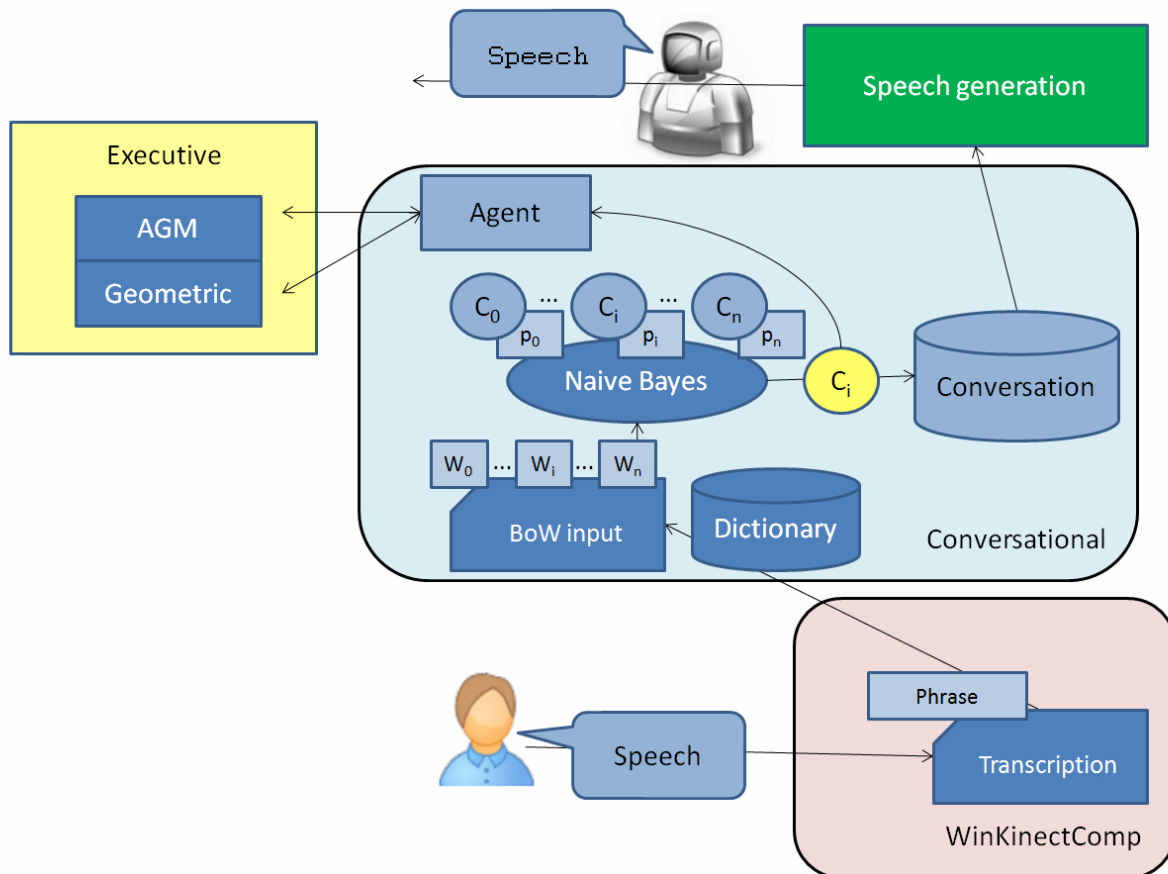 Speech
Speech generation
Executive
AGM
Geometric
Agent
C0 ... Ci ... Cn
p0 pi pn
Naive Bayes
Ci
Conversation
W0 ... Wi ... Wn
BoW input
Dictionary
Conversational
Phrase
Speech
Transcription
WinKinectComp